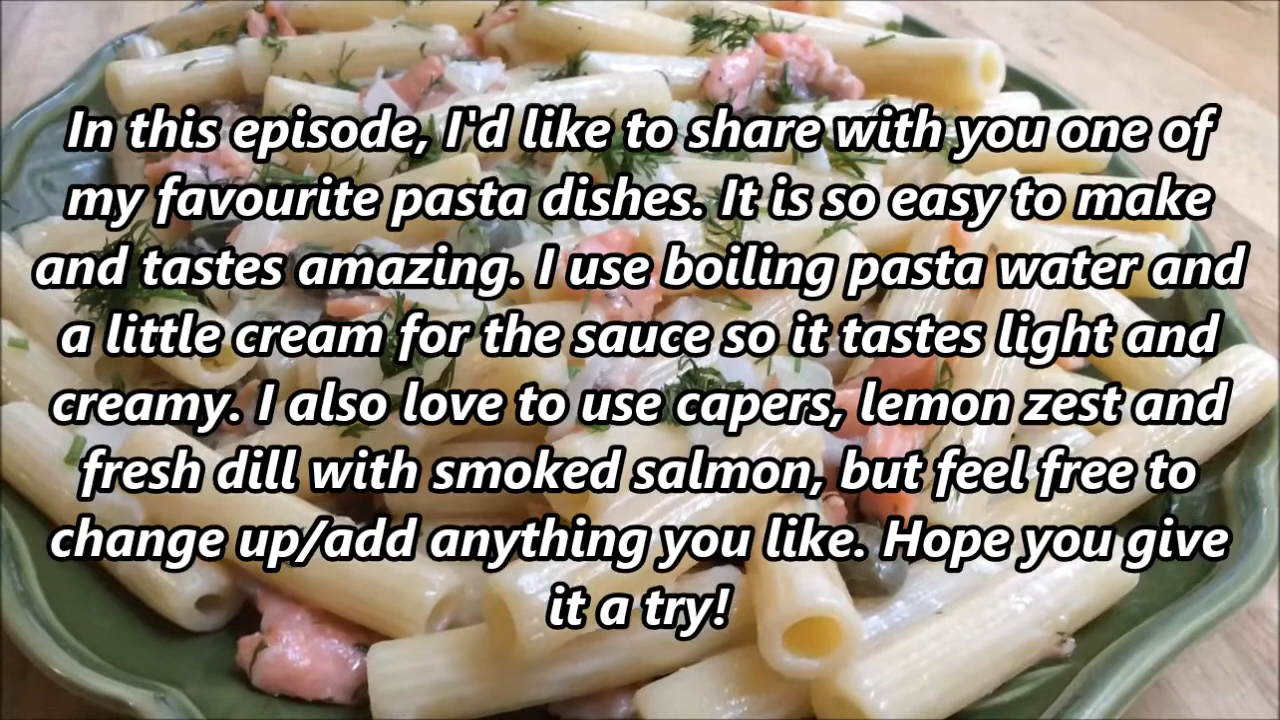 In this episode, I'd like to share with you one of
my favourite pasta dishes. It is so easy to make
and tastes amazing. I use boiling pasta water and
a little cream for the sauce so it tastes light and
creamy. I also love to use capers, lemon zest and
fresh dill with smoked salmon, but feel free to
change up/add anything you like. Hope you give
it a try!